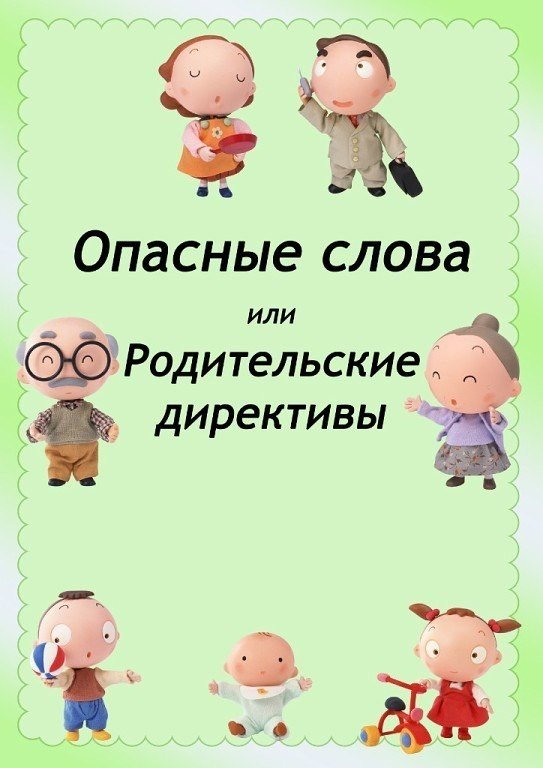 Опасные слова
или
Родительские
директивы